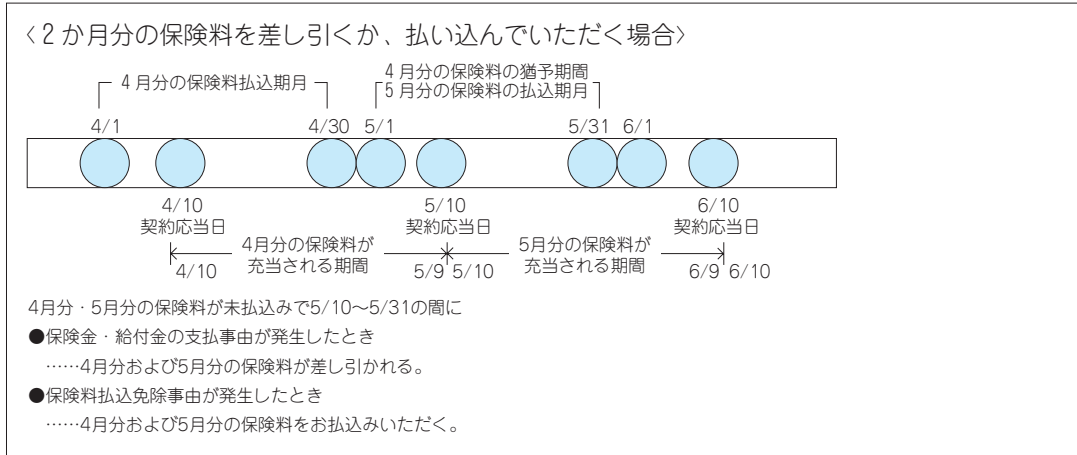 〈2か月分の保険料を差し引くか、払い込んでいただく場合〉
4月分の保険料払込期月
4月分の保険料の猶予期間
5月分の保険料の払込期月
4/1 4/30 5/1 5/31 6/1
4/10 5/10 6/10
契約応当日 契約応当日 契約応当日
4月分の保険料が 5月分の保険料が
充当される期間 充当される期間
4/10 5/9 5/10 6/9 6/10
4月分・5月分の保険料が未払込みで5/10〜5/31の間に
●保険金・給付金の支払事由が発生したとき
……4月分および5月分の保険料が差し引かれる。
●保険料払込免除事由が発生したとき
……4月分および5月分の保険料をお払込みいただく。